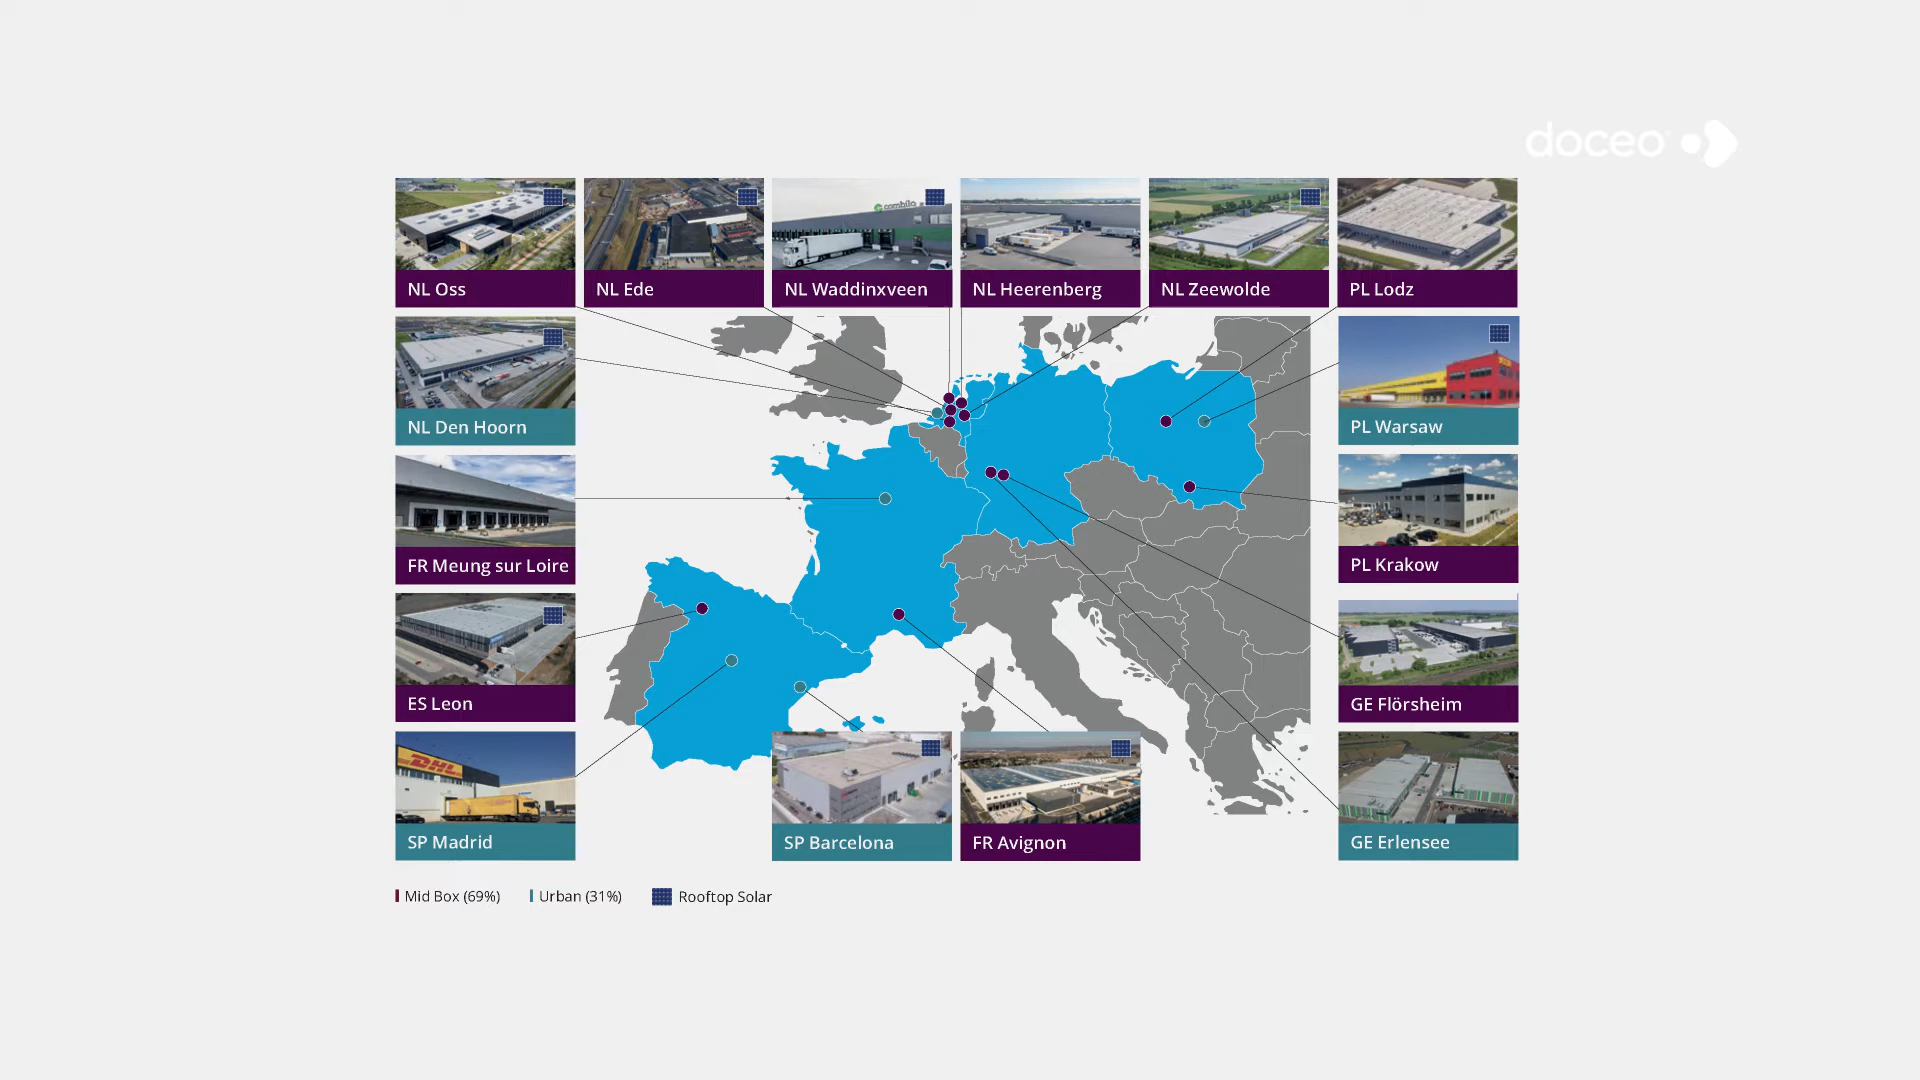 doceo
combilo
NL Oss
NL Ede
NL Waddinxveen
NL Heerenberg
NL Zeewolde
PL Lodz
NL Den Hoorn
PL Warsaw
FR Meung sur Loire
PL Krakow
ES Leon
GE Flörsheim
DHL
SP Madrid
SP Barcelona
FR Avignon
GE Erlensee
Mid Box (69%)
Urban (31%)
Rooftop Solar